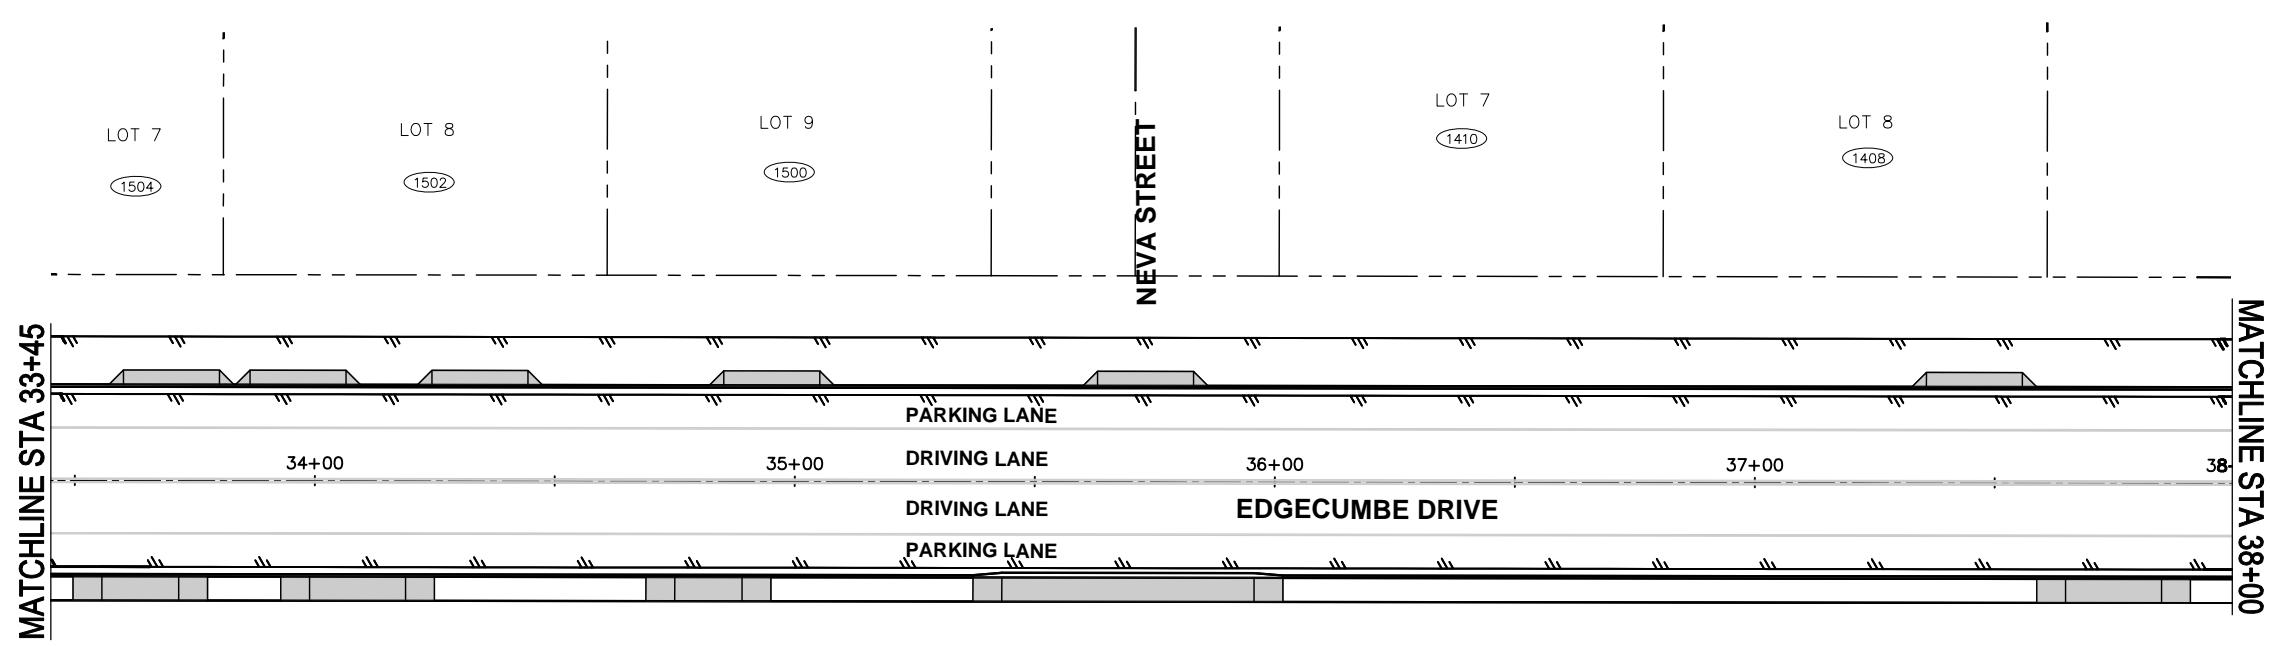 LOT 7
1504
LOT 8
1502
LOT 9
1500
NEVA STREET
LOT 7
1410
LOT 8
1408
MATCHLINE STA 33+45
MATCHLINE STA 38+00
PARKING LANE
34+00
35+00
DRIVING LANE
36+00
37+00
38
DRIVING LANE
EDGECUMBE DRIVE
PARKING LANE